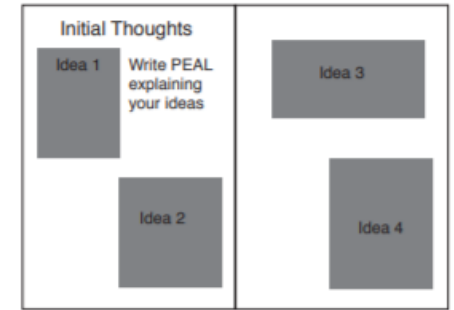 Initial Thoughts
Idea 1
Write PEAL
explaining
your ideas
Idea 2
Idea 3
Idea 4